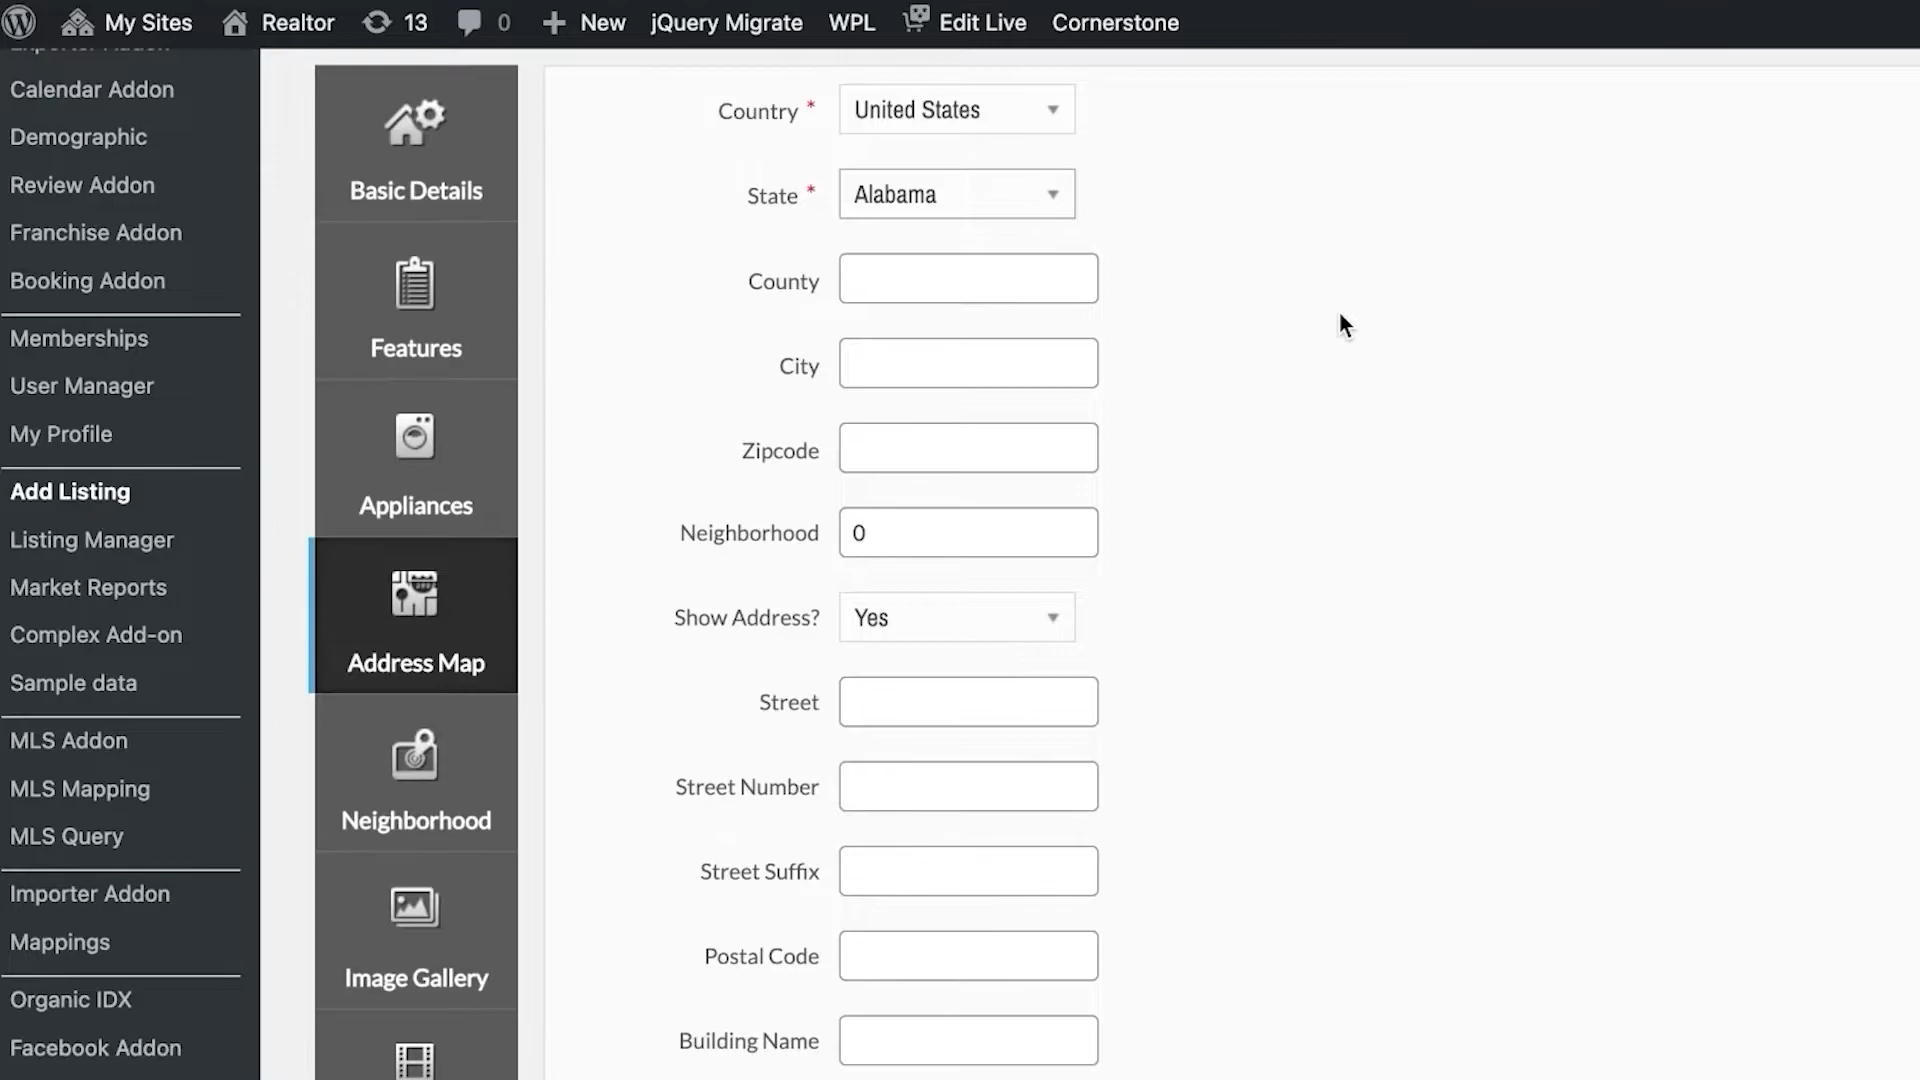 My Sites Realtor 13 0 New jQuery Migrate WPL Edit Live Cornerstone
Calendar Addon
Demographic
Review Addon
Franchise Addon
Booking Addon
Memberships
User Manager
My Profile
Add Listing
Listing Manager
Market Reports
Complex Add-on
Sample data
MLS Addon
MLS Mapping
MLS Query
Importer Addon
Mappings
Organic IDX
Facebook Addon
Basic Details
Features
Appliances
Address Map
Neighborhood
Image Gallery
Country * United States
State * Alabama
County
City
Zipcode
Neighborhood 0
Show Address? Yes
Street
Street Number
Street Suffix
Postal Code
Building Name